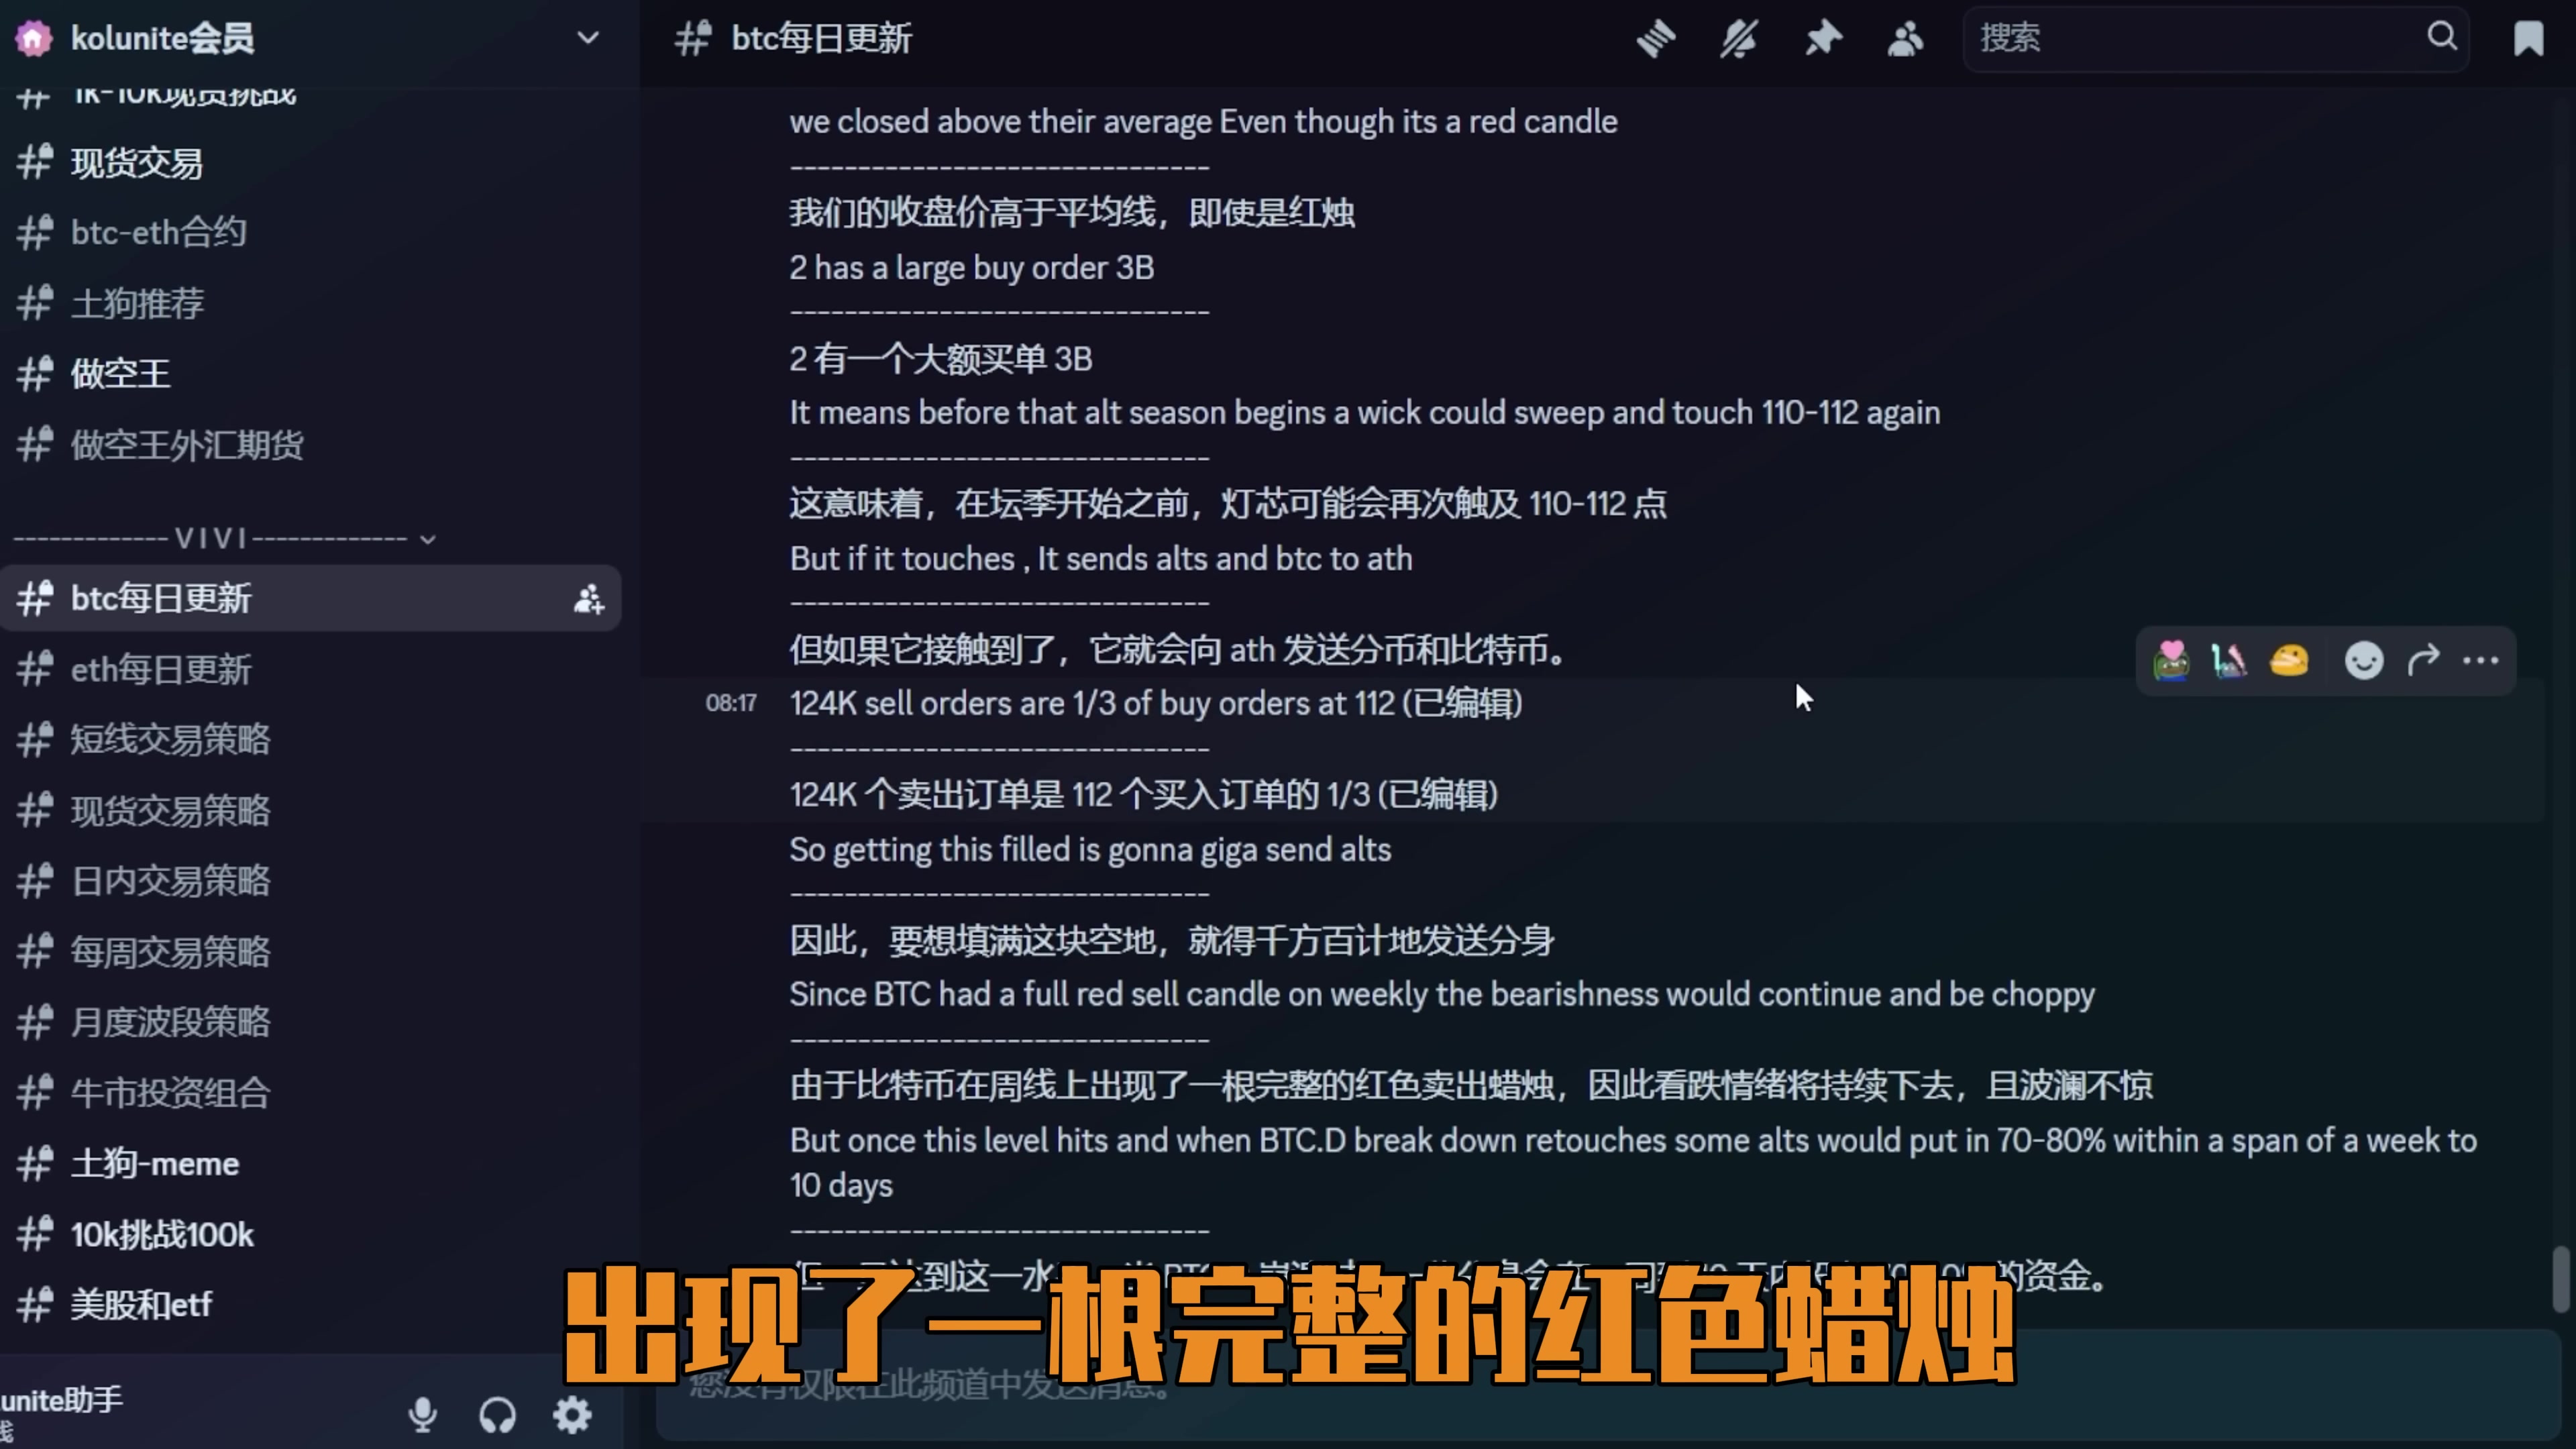 kolunite会员
1k-10k现货挑战
现货交易
btc-eth合约
土狗推荐
做空王
做空王外汇期货
------------- V I V I -------------
btc每日更新
eth每日更新
短线交易策略
现货交易策略
日内交易策略
每周交易策略
月度波段策略
牛市投资组合
土狗-meme
10k挑战100k
美股和etf
unite助手
线
btc每日更新
搜索
we closed above their average Even though its a red candle
-------------------------------
我们的收盘价高于平均线，即使是红烛
2 has a large buy order 3B
-------------------------------
2 有一个大额买单 3B
It means before that alt season begins a wick could sweep and touch 110-112 again
-------------------------------
这意味着，在坛季开始之前，灯芯可能会再次触及 110-112 点
But if it touches , It sends alts and btc to ath
-------------------------------
但如果它接触到了，它就会向 ath 发送分币和比特币。
08:17 124K sell orders are 1/3 of buy orders at 112 (已编辑)
-------------------------------
124K 个卖出订单是 112 个买入订单的 1/3 (已编辑)
So getting this filled is gonna giga send alts
-------------------------------
因此，要想填满这块空地，就得千方百计地发送分身
Since BTC had a full red sell candle on weekly the bearishness would continue and be choppy
-------------------------------
由于比特币在周线上出现了一根完整的红色卖出蜡烛，因此看跌情绪将持续下去，且波澜不惊
But once this level hits and when BTC.D break down retouches some alts would put in 70-80% within a span of a week to
10 days
-------------------------------
到这一水 的资金。
出现了一根完整的红色蜡烛
您没有权限在此频道中发送消息。